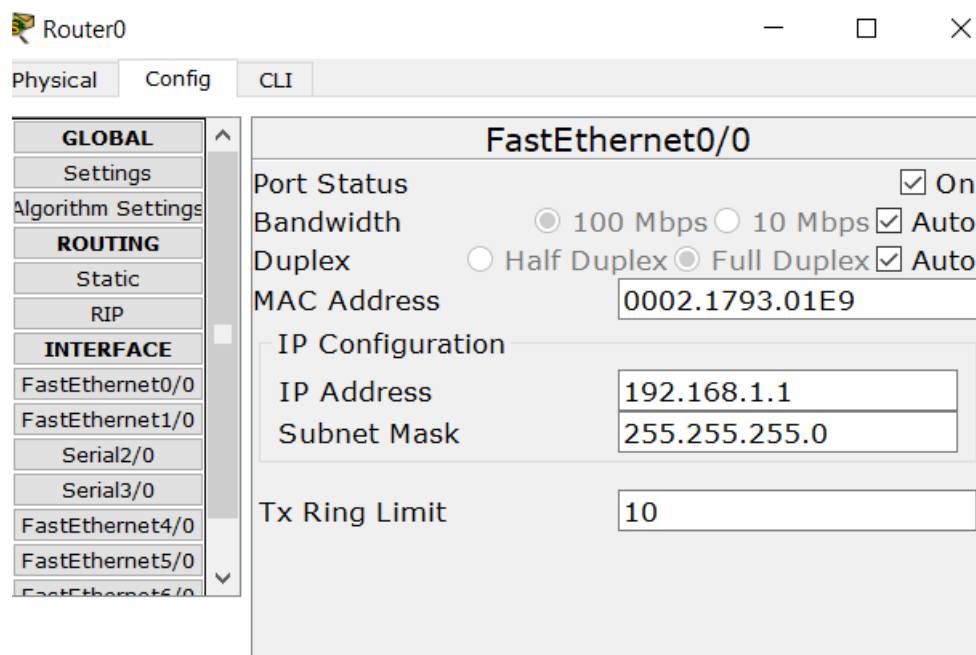 Router0
Physical Config CLI
GLOBAL
Settings
Algorithm Settings
ROUTING
Static
RIP
INTERFACE
FastEthernet0/0
FastEthernet1/0
Serial2/0
Serial3/0
FastEthernet4/0
FastEthernet5/0
FastEthernet6/0
FastEthernet0/0
Port Status On
Bandwidth 100 Mbps 10 Mbps Auto
Duplex Half Duplex Full Duplex Auto
MAC Address 0002.1793.01E9
IP Configuration
IP Address 192.168.1.1
Subnet Mask 255.255.255.0
Tx Ring Limit 10